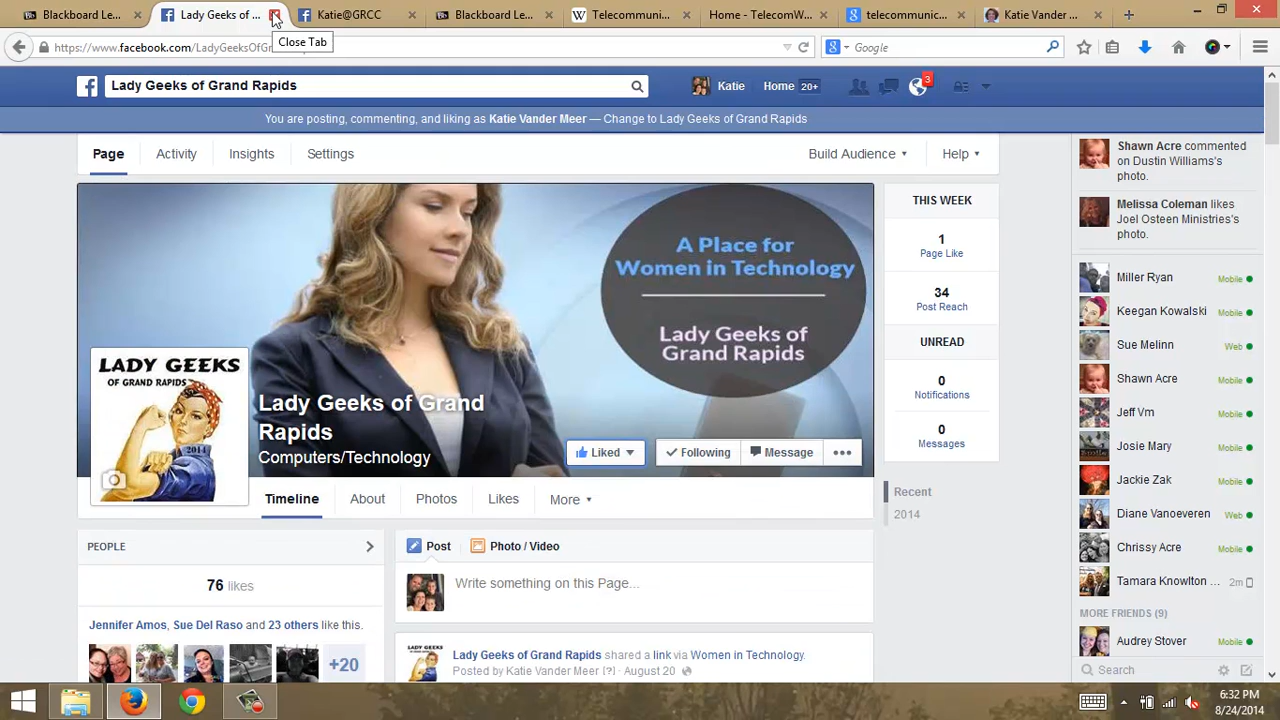 Blackboard Le...
Lady Geeks of ...
Katie@GRCC
Blackboard Le...
Telecommuni...
Home - TelecomW...
telecommunic...
Katie Vander ...
Close Tab
https://www.facebook.com/LadyGeeksOfGr
Google
Lady Geeks of Grand Rapids
Katie
Home 20+
3
You are posting, commenting, and liking as Katie Vander Meer — Change to Lady Geeks of Grand Rapids
Page
Activity
Insights
Settings
Build Audience
Help
A Place for
Women in Technology
Lady Geeks of
Grand Rapids
LADY GEEKS
OF GRAND RAPIDS
2014
Lady Geeks of Grand
Rapids
Computers/Technology
Liked
Following
Message
Timeline
About
Photos
Likes
More
THIS WEEK
1
Page Like
34
Post Reach
UNREAD
0
Notifications
0
Messages
Recent
2014
PEOPLE
76 likes
Jennifer Amos, Sue Del Raso and 23 others like this.
+20
Post
Photo / Video
Write something on this Page...
LADY GEEKS
Lady Geeks of Grand Rapids shared a link via Women in Technology.
Posted by Katie Vander Meer [?] · August 20
Shawn Acre commented
on Dustin Williams's
photo.
Melissa Coleman likes
Joel Osteen Ministries's
photo.
Miller Ryan Mobile
Keegan Kowalski Mobile
Sue Melinn Web
Shawn Acre Mobile
Jeff Vm Mobile
Josie Mary Mobile
Jackie Zak Mobile
Diane Vanoeveren Web
Chrissy Acre Mobile
Tamara Knowlton ... 2m
MORE FRIENDS (9)
Audrey Stover Mobile
Search
6:32 PM
8/24/2014